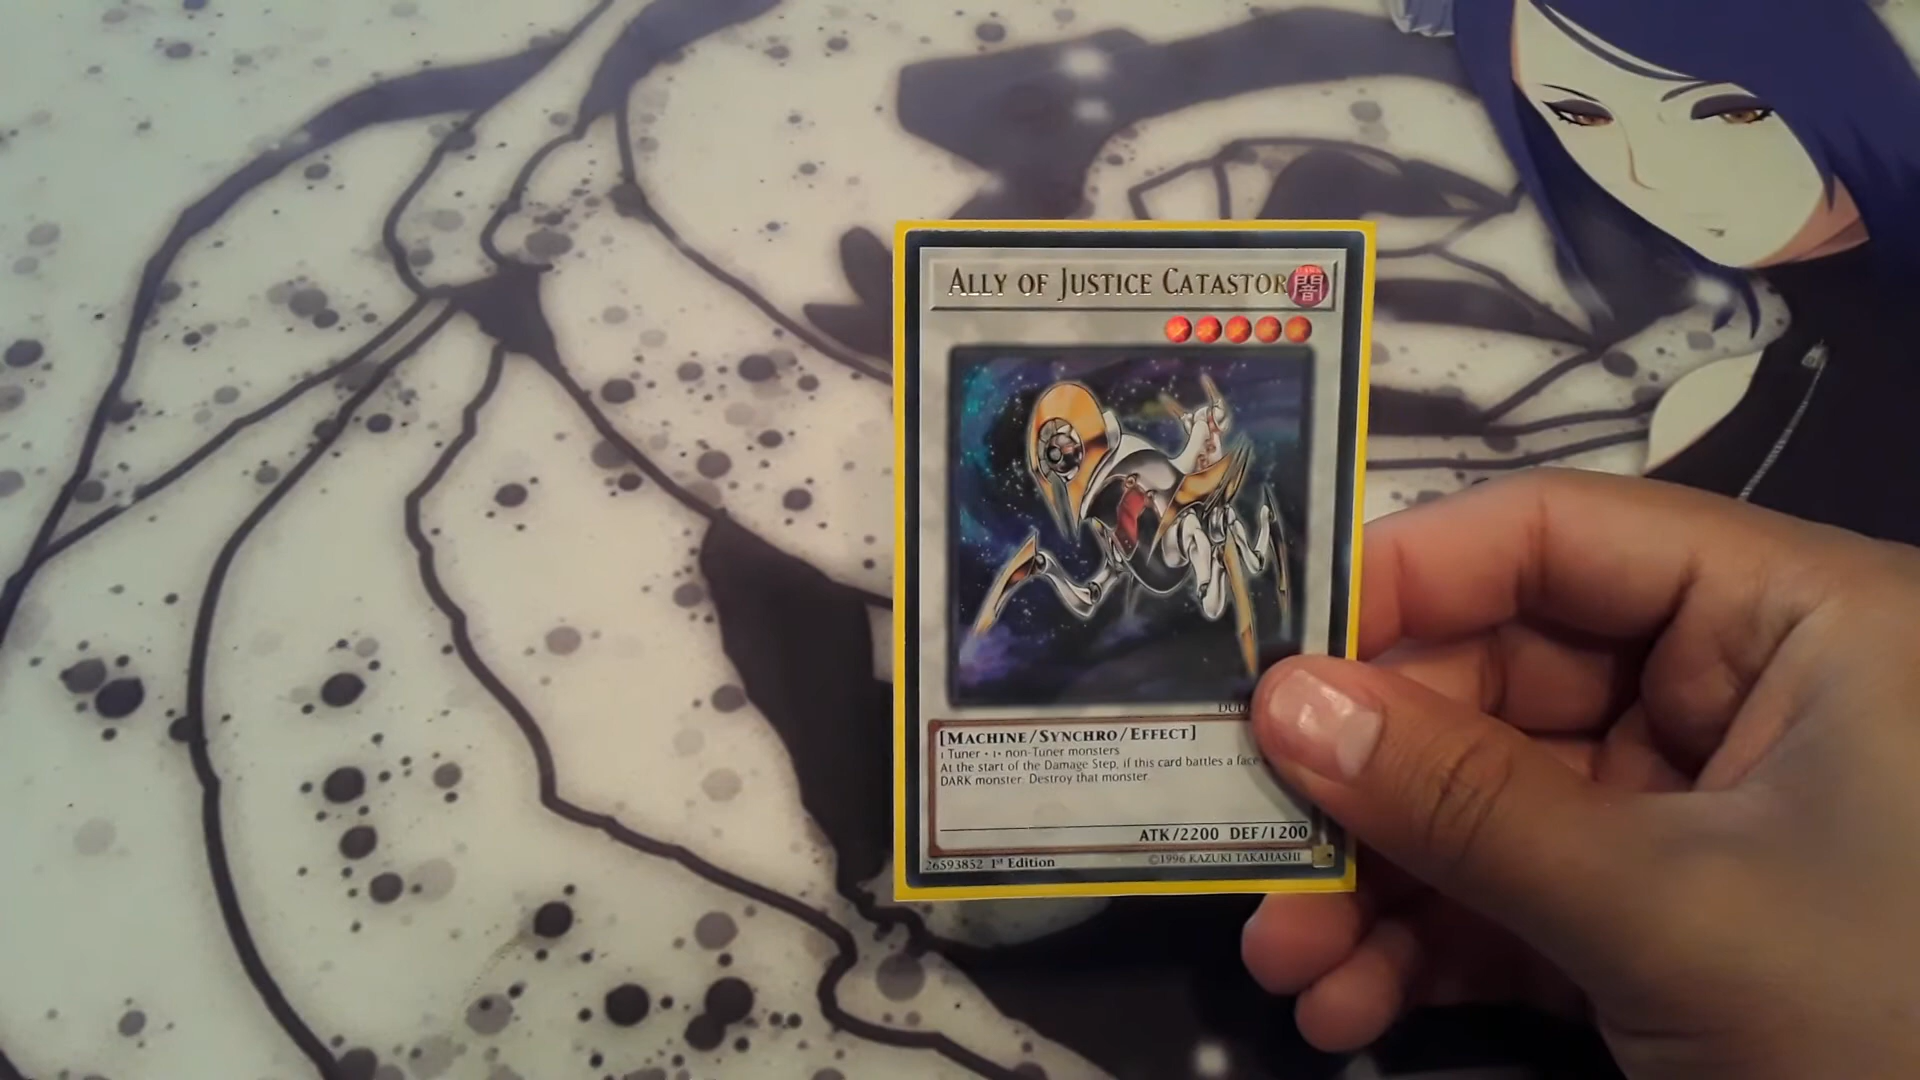 ALLY OF JUSTICE CATASTOR
DARK
闇
DUD
[MACHINE/SYNCHRO/EFFECT]
1 Tuner + 1+ non-Tuner monsters
At the start of the Damage Step, if this card battles a face
DARK monster: Destroy that monster.
ATK/2200 DEF/1200
26593852 1st Edition ©1996 KAZUKI TAKAHASHI